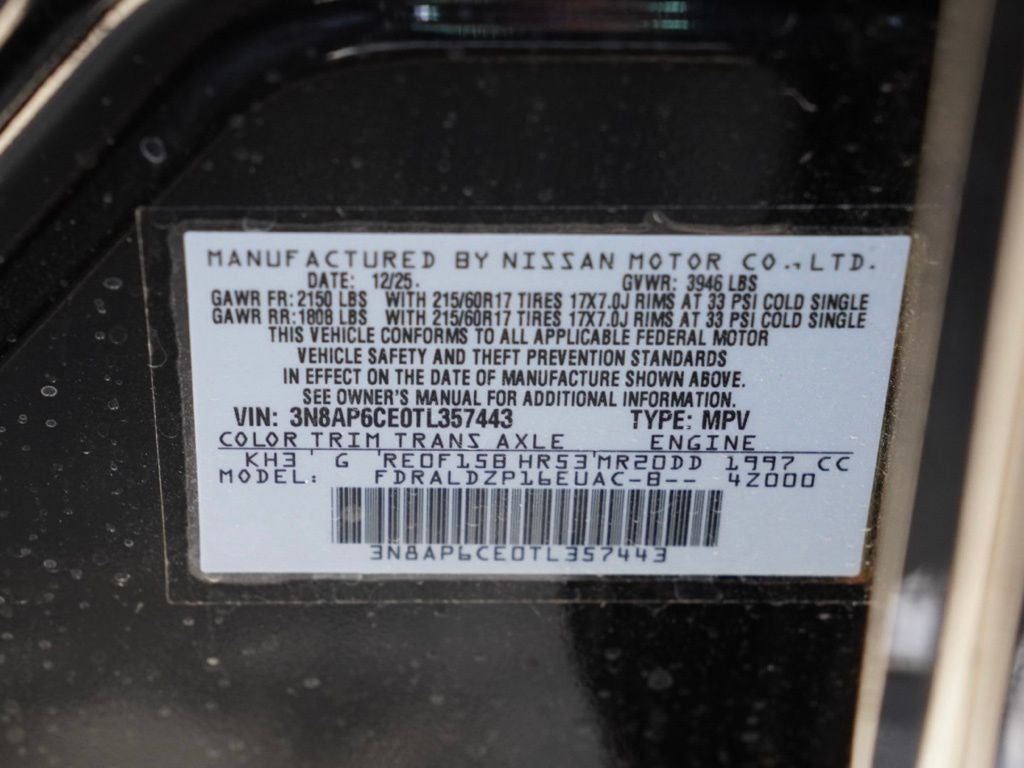 MANUFACTURED BY NISSAN MOTOR CO., LTD.
DATE: 12/25. GVWR: 3946 LBS
GAWR FR: 2150 LBS WITH 215/60R17 TIRES 17X7.0J RIMS AT 33 PSI COLD SINGLE
GAWR RR: 1808 LBS WITH 215/60R17 TIRES 17X7.0J RIMS AT 33 PSI COLD SINGLE
THIS VEHICLE CONFORMS TO ALL APPLICABLE FEDERAL MOTOR
VEHICLE SAFETY AND THEFT PREVENTION STANDARDS
IN EFFECT ON THE DATE OF MANUFACTURE SHOWN ABOVE.
SEE OWNER'S MANUAL FOR ADDITIONAL INFORMATION.
VIN: 3N8AP6CE0TL357443 TYPE: MPV
COLOR TRIM TRANS AXLE ENGINE
KH3 ' G 'RE0F15B HR53'MR20DD 1997 CC
MODEL: FDRALDZP16EUAC-B-- 4Z000
3N8AP6CE0TL357443